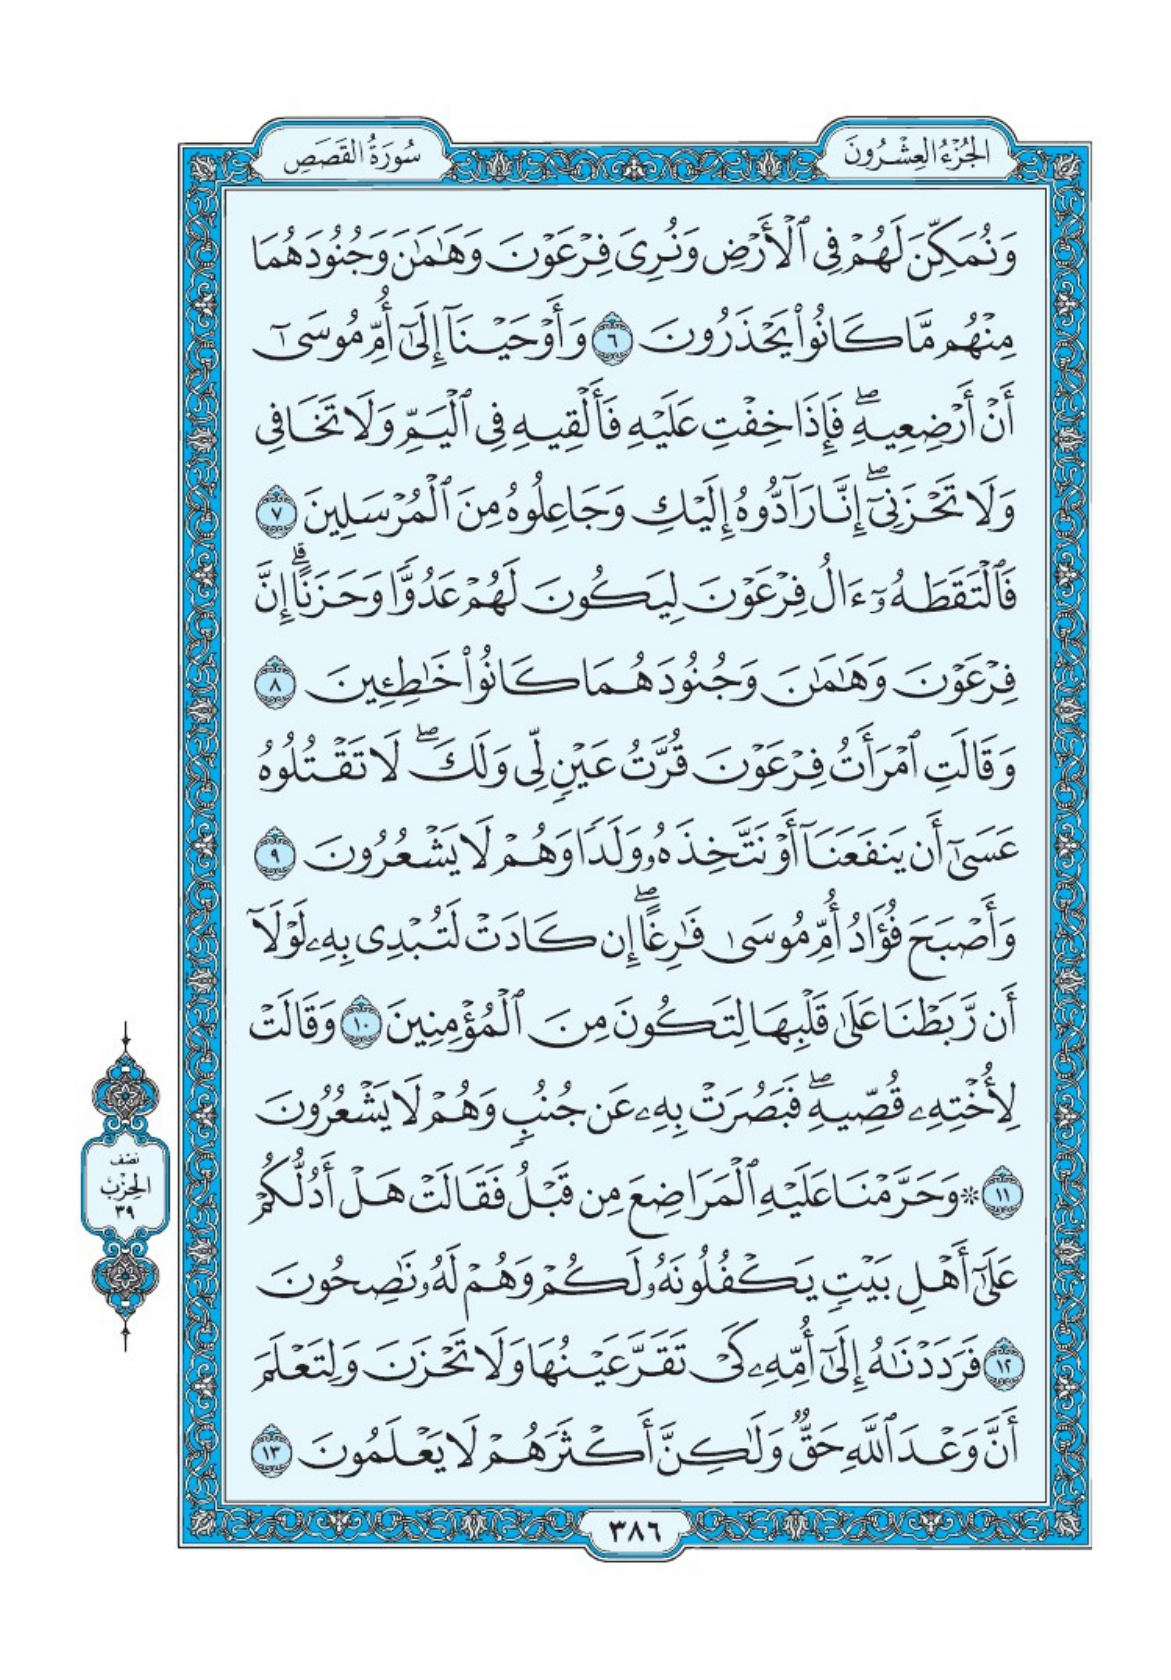 الجُزْءُ العِشْرُونَ
سُورَةُ القَصَصِ
وَنُمَكِّنَ لَهُمْ فِي ٱلْأَرْضِ وَنُرِيَ فِرْعَوْنَ وَهَٰمَٰنَ وَجُنُودَهُمَا
مِنْهُم مَّا كَانُوا۟ يَحْذَرُونَ ٦ وَأَوْحَيْنَآ إِلَىٰٓ أُمِّ مُوسَىٰٓ
أَنْ أَرْضِعِيهِ ۖ فَإِذَا خِفْتِ عَلَيْهِ فَأَلْقِيهِ فِي ٱلْيَمِّ وَلَا تَخَافِي
وَلَا تَحْزَنِيٓ ۖ إِنَّا رَآدُّوهُ إِلَيْكِ وَجَاعِلُوهُ مِنَ ٱلْمُرْسَلِينَ ٧
فَٱلْتَقَطَهُۥٓ ءَالُ فِرْعَوْنَ لِيَكُونَ لَهُمْ عَدُوًّا وَحَزَنًا ۗ إِنَّ
فِرْعَوْنَ وَهَٰمَٰنَ وَجُنُودَهُمَا كَانُوا۟ خَٰطِـِٔينَ ٨
وَقَالَتِ ٱمْرَأَتُ فِرْعَوْنَ قُرَّتُ عَيْنٍ لِّي وَلَكَ ۖ لَا تَقْتُلُوهُ
عَسَىٰٓ أَن يَنفَعَنَآ أَوْ نَتَّخِذَهُۥ وَلَدًا وَهُمْ لَا يَشْعُرُونَ ٩
وَأَصْبَحَ فُؤَادُ أُمِّ مُوسَىٰ فَٰرِغًا ۖ إِن كَادَتْ لَتُبْدِي بِهِۦ لَوْلَآ
أَن رَّبَطْنَا عَلَىٰ قَلْبِهَا لِتَكُونَ مِنَ ٱلْمُؤْمِنِينَ ١٠ وَقَالَتْ
لِأُخْتِهِۦ قُصِّيهِ ۖ فَبَصُرَتْ بِهِۦ عَن جُنُبٍ وَهُمْ لَا يَشْعُرُونَ
١١ ۞ وَحَرَّمْنَا عَلَيْهِ ٱلْمَرَاضِعَ مِن قَبْلُ فَقَالَتْ هَلْ أَدُلُّكُمْ
عَلَىٰٓ أَهْلِ بَيْتٍ يَكْفُلُونَهُۥ لَكُمْ وَهُمْ لَهُۥ نَٰصِحُونَ
١٢ فَرَدَدْنَٰهُ إِلَىٰٓ أُمِّهِۦ كَيْ تَقَرَّ عَيْنُهَا وَلَا تَحْزَنَ وَلِتَعْلَمَ
أَنَّ وَعْدَ ٱللَّهِ حَقٌّ وَلَٰكِنَّ أَكْثَرَهُمْ لَا يَعْلَمُونَ ١٣
نصف
الحزب
٣٩
٣٨٦